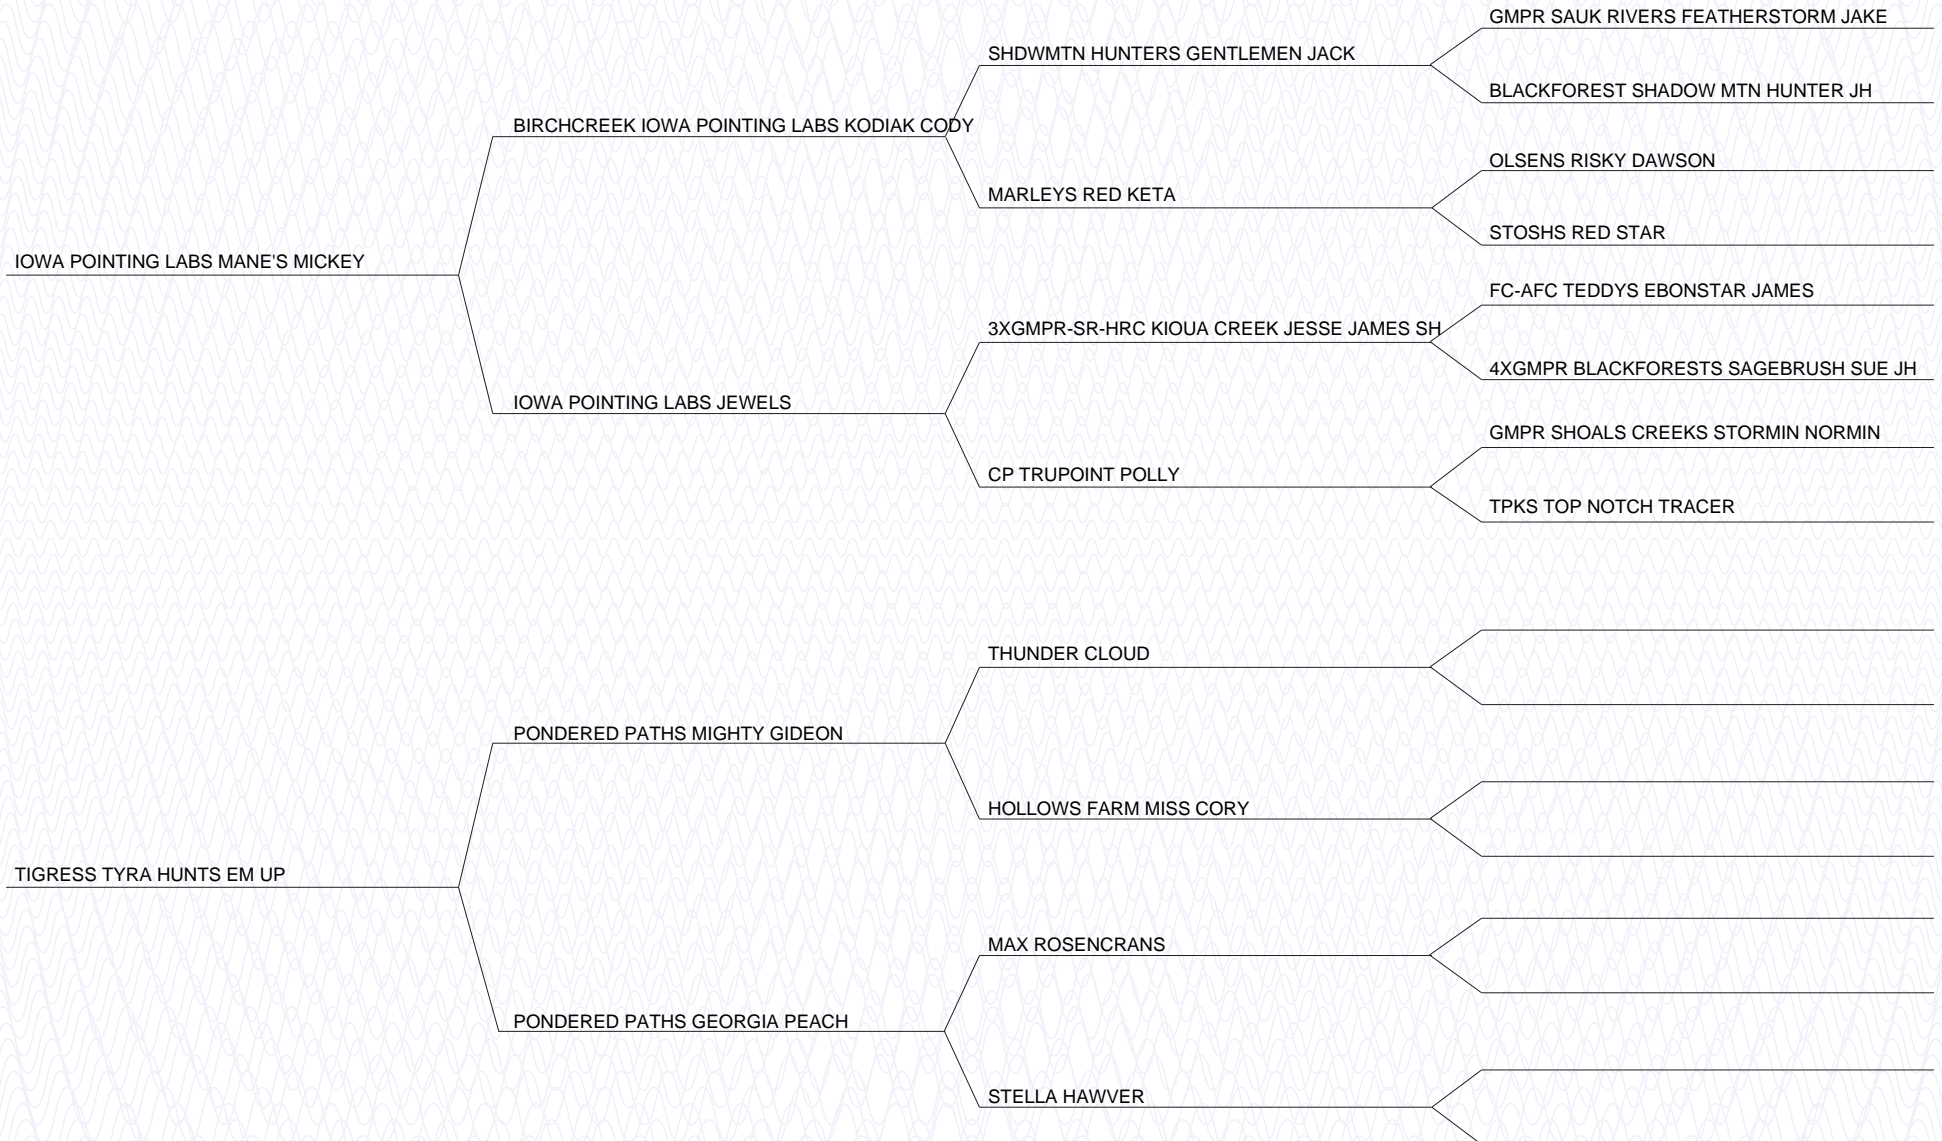 GMPR SAUK RIVERS FEATHERSTORM JAKE
SHDWMTN HUNTERS GENTLEMEN JACK
BLACKFOREST SHADOW MTN HUNTER JH
BIRCHCREEK IOWA POINTING LABS KODIAK CODY
OLSENS RISKY DAWSON
MARLEYS RED KETA
STOSHS RED STAR
IOWA POINTING LABS MANE'S MICKEY
FC-AFC TEDDYS EBONSTAR JAMES
3XGMPR-SR-HRC KIOUA CREEK JESSE JAMES SH
4XGMPR BLACKFORESTS SAGEBRUSH SUE JH
IOWA POINTING LABS JEWELS
GMPR SHOALS CREEKS STORMIN NORMIN
CP TRUPOINT POLLY
TPKS TOP NOTCH TRACER
THUNDER CLOUD
PONDERED PATHS MIGHTY GIDEON
HOLLOWS FARM MISS CORY
TIGRESS TYRA HUNTS EM UP
MAX ROSENCRANS
PONDERED PATHS GEORGIA PEACH
STELLA HAWVER